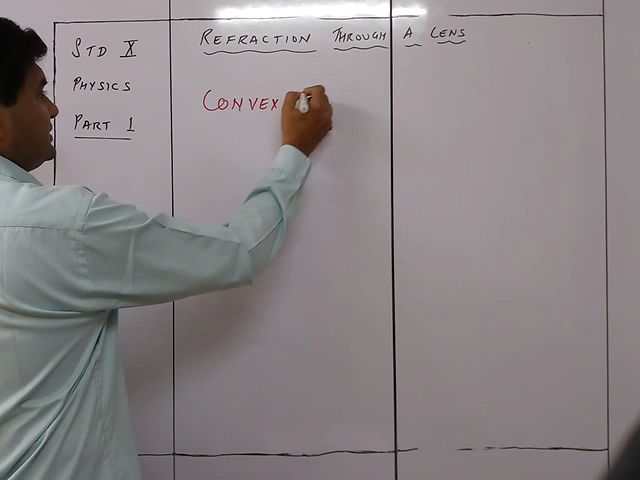 STD X
PHYSICS
PART 1
REFRACTION THROUGH A LENS
CONVEX